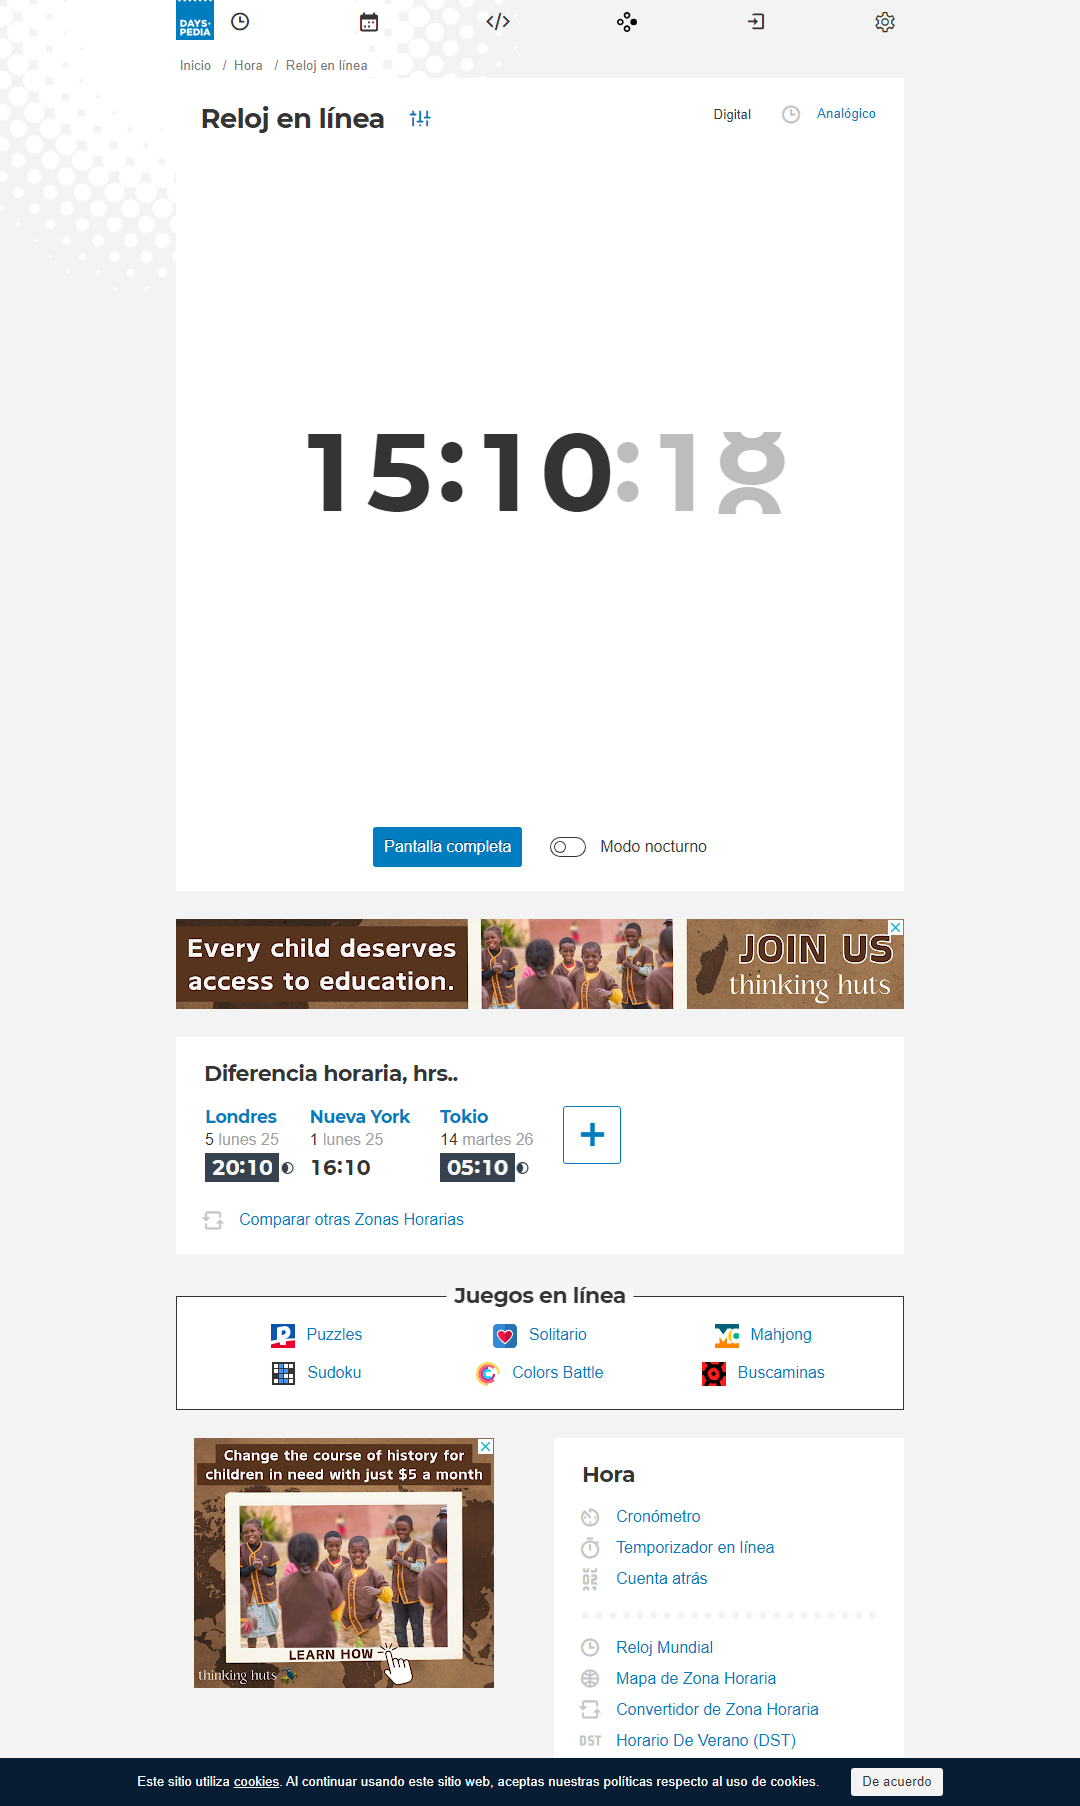 DAYS·
PEDIA
Inicio / Hora / Reloj en línea
Reloj en línea
Digital
Analógico
15:10:18
Pantalla completa
Modo nocturno
Every child deserves
access to education.
JOIN US
thinking huts
Diferencia horaria, hrs..
Londres
5 lunes 25
20:10
Nueva York
1 lunes 25
16:10
Tokio
14 martes 26
05:10
Comparar otras Zonas Horarias
Juegos en línea
Puzzles
Solitario
Mahjong
Sudoku
Colors Battle
Buscaminas
Change the course of history for
children in need with just $5 a month
LEARN HOW
thinking huts
Hora
Cronómetro
Temporizador en línea
02
Cuenta atrás
Reloj Mundial
Mapa de Zona Horaria
Convertidor de Zona Horaria
DST Horario De Verano (DST)
Este sitio utiliza cookies. Al continuar usando este sitio web, aceptas nuestras políticas respecto al uso de cookies.
De acuerdo